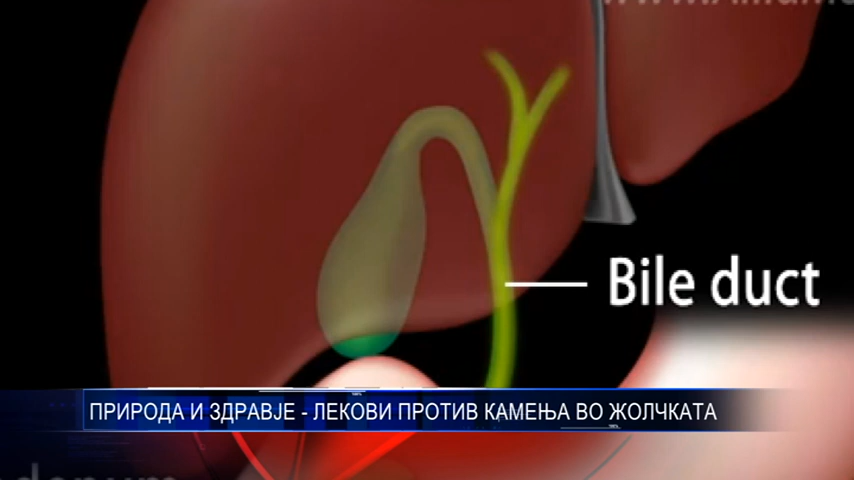 Bile duct
ПРИРОДА И ЗДРАВЈЕ - ЛЕКОВИ ПРОТИВ КАМЕЊА ВО ЖОЛЧКАТА